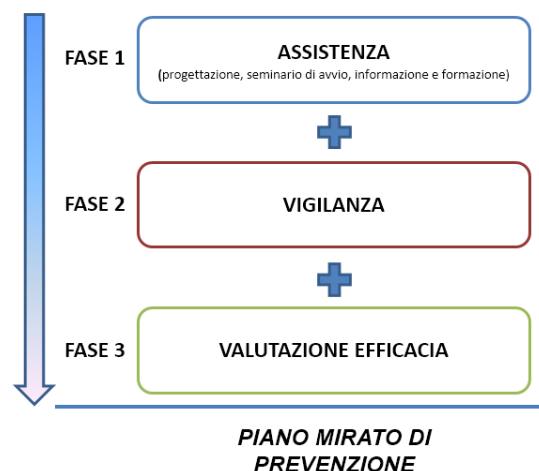 FASE 1
ASSISTENZA
(progettazione, seminario di avvio, informazione e formazione)
FASE 2
VIGILANZA
FASE 3
VALUTAZIONE EFFICACIA
PIANO MIRATO DI
PREVENZIONE